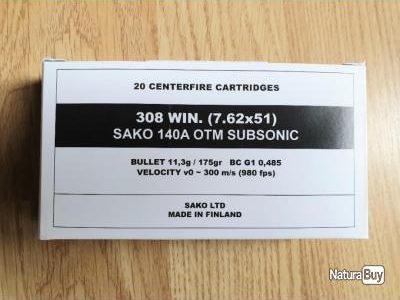 20 CENTERFIRE CARTRIDGES
308 WIN. (7.62x51)
SAKO 140A OTM SUBSONIC
BULLET 11,3g / 175gr BC G1 0,485
VELOCITY v0 ~ 300 m/s (980 fps)
SAKO LTD
MADE IN FINLAND
NaturaBuy